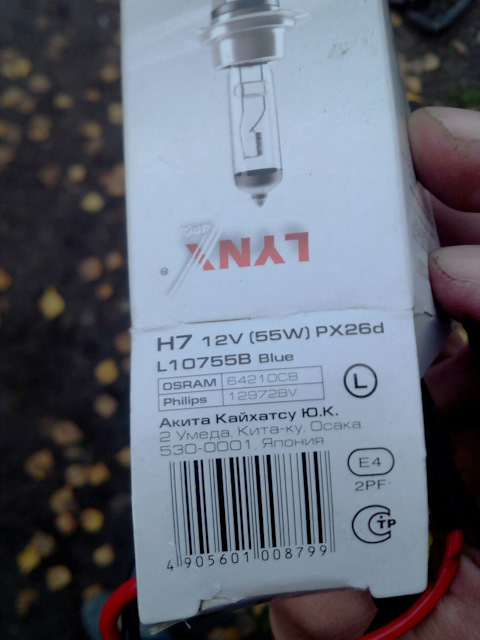 LYNX
®
H7 12V (55W) PX26d
L10755B Blue
OSRAM 64210CB
Philips 12972BV
L
Акита Кайхатсу Ю.К.
2 Умеда, Кита-ку, Осака
530-0001, Япония
E4
2PF
4 905601 008799